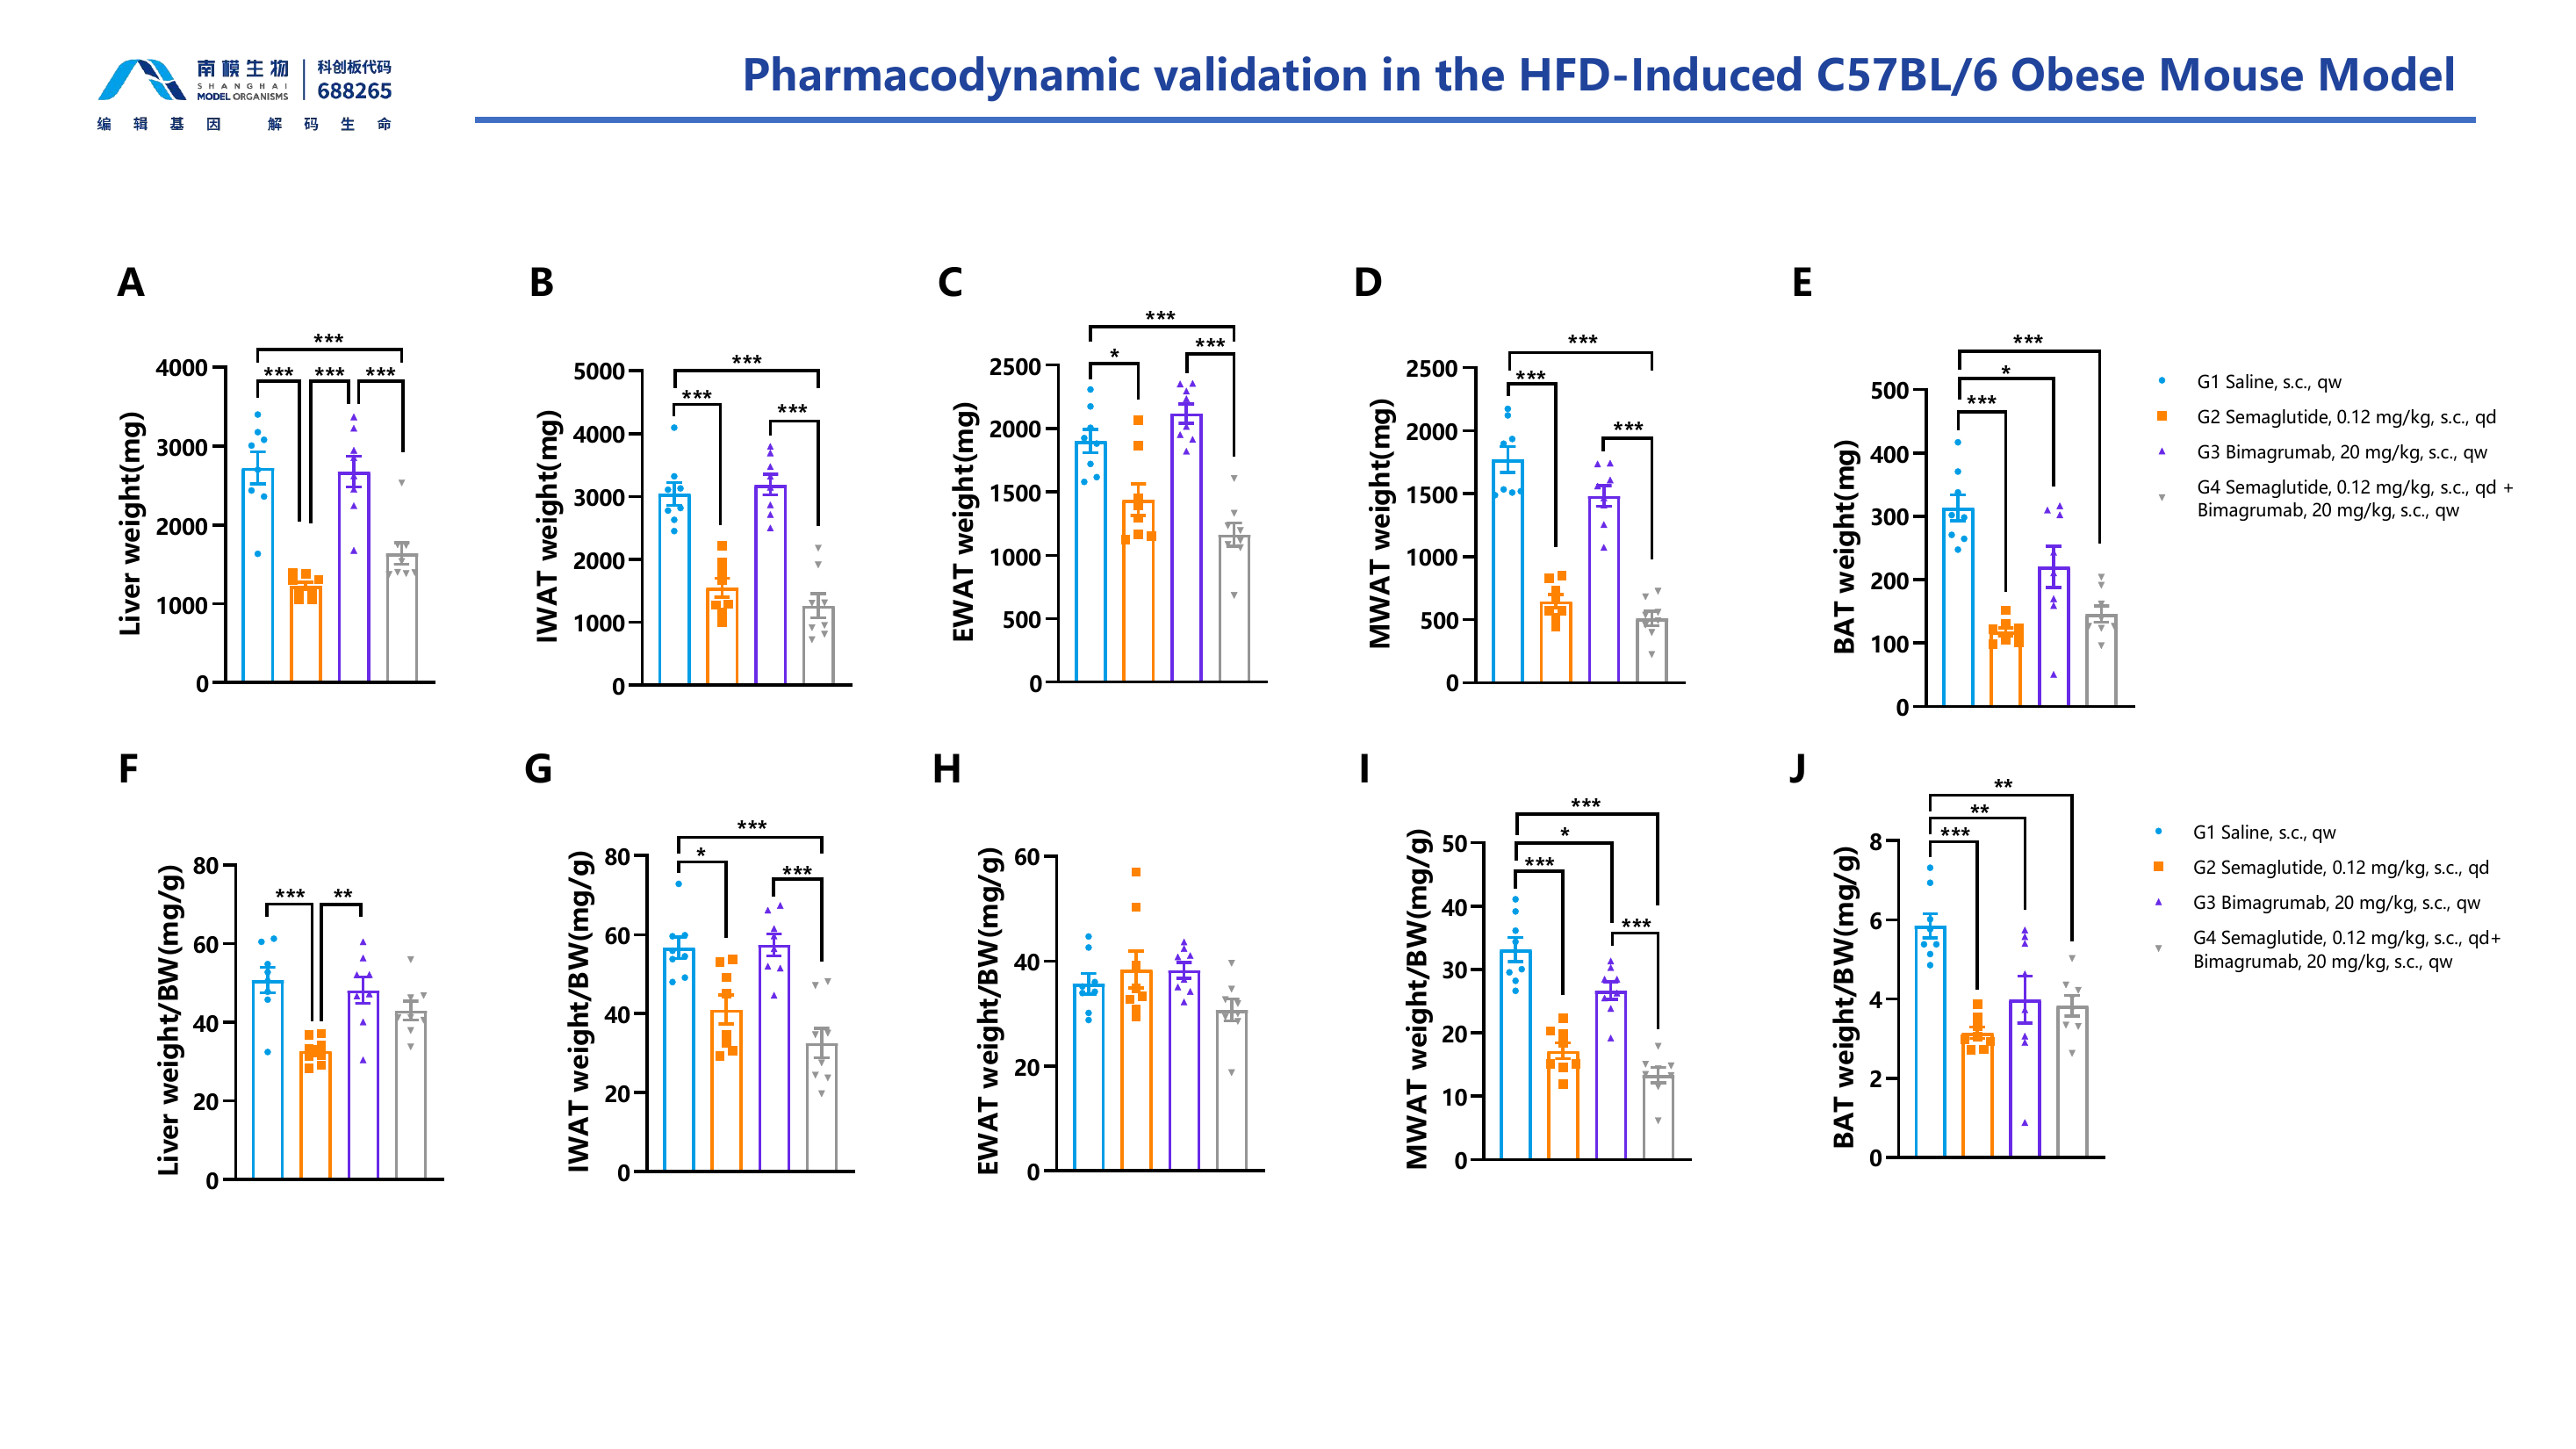 南模生物
SHANGHAI
MODEL ORGANISMS
科创板代码
688265
编辑基因 解码生命
Pharmacodynamic validation in the HFD-Induced C57BL/6 Obese Mouse Model
A
Liver weight(mg)
4000
3000
2000
1000
0
***
*** *** ***
B
IWAT weight(mg)
5000
4000
3000
2000
1000
0
***
***
***
C
EWAT weight(mg)
2500
2000
1500
1000
500
0
***
***
*
D
MWAT weight(mg)
2500
2000
1500
1000
500
0
***
***
***
E
BAT weight(mg)
500
400
300
200
100
0
***
*
***
G1 Saline, s.c., qw
G2 Semaglutide, 0.12 mg/kg, s.c., qd
G3 Bimagrumab, 20 mg/kg, s.c., qw
G4 Semaglutide, 0.12 mg/kg, s.c., qd +
Bimagrumab, 20 mg/kg, s.c., qw
F
Liver weight/BW(mg/g)
80
60
40
20
0
*** **
G
IWAT weight/BW(mg/g)
80
60
40
20
0
***
*
***
H
EWAT weight/BW(mg/g)
60
40
20
0
I
MWAT weight/BW(mg/g)
50
40
30
20
10
0
***
*
***
***
J
BAT weight/BW(mg/g)
8
6
4
2
0
**
**
***
G1 Saline, s.c., qw
G2 Semaglutide, 0.12 mg/kg, s.c., qd
G3 Bimagrumab, 20 mg/kg, s.c., qw
G4 Semaglutide, 0.12 mg/kg, s.c., qd+
Bimagrumab, 20 mg/kg, s.c., qw